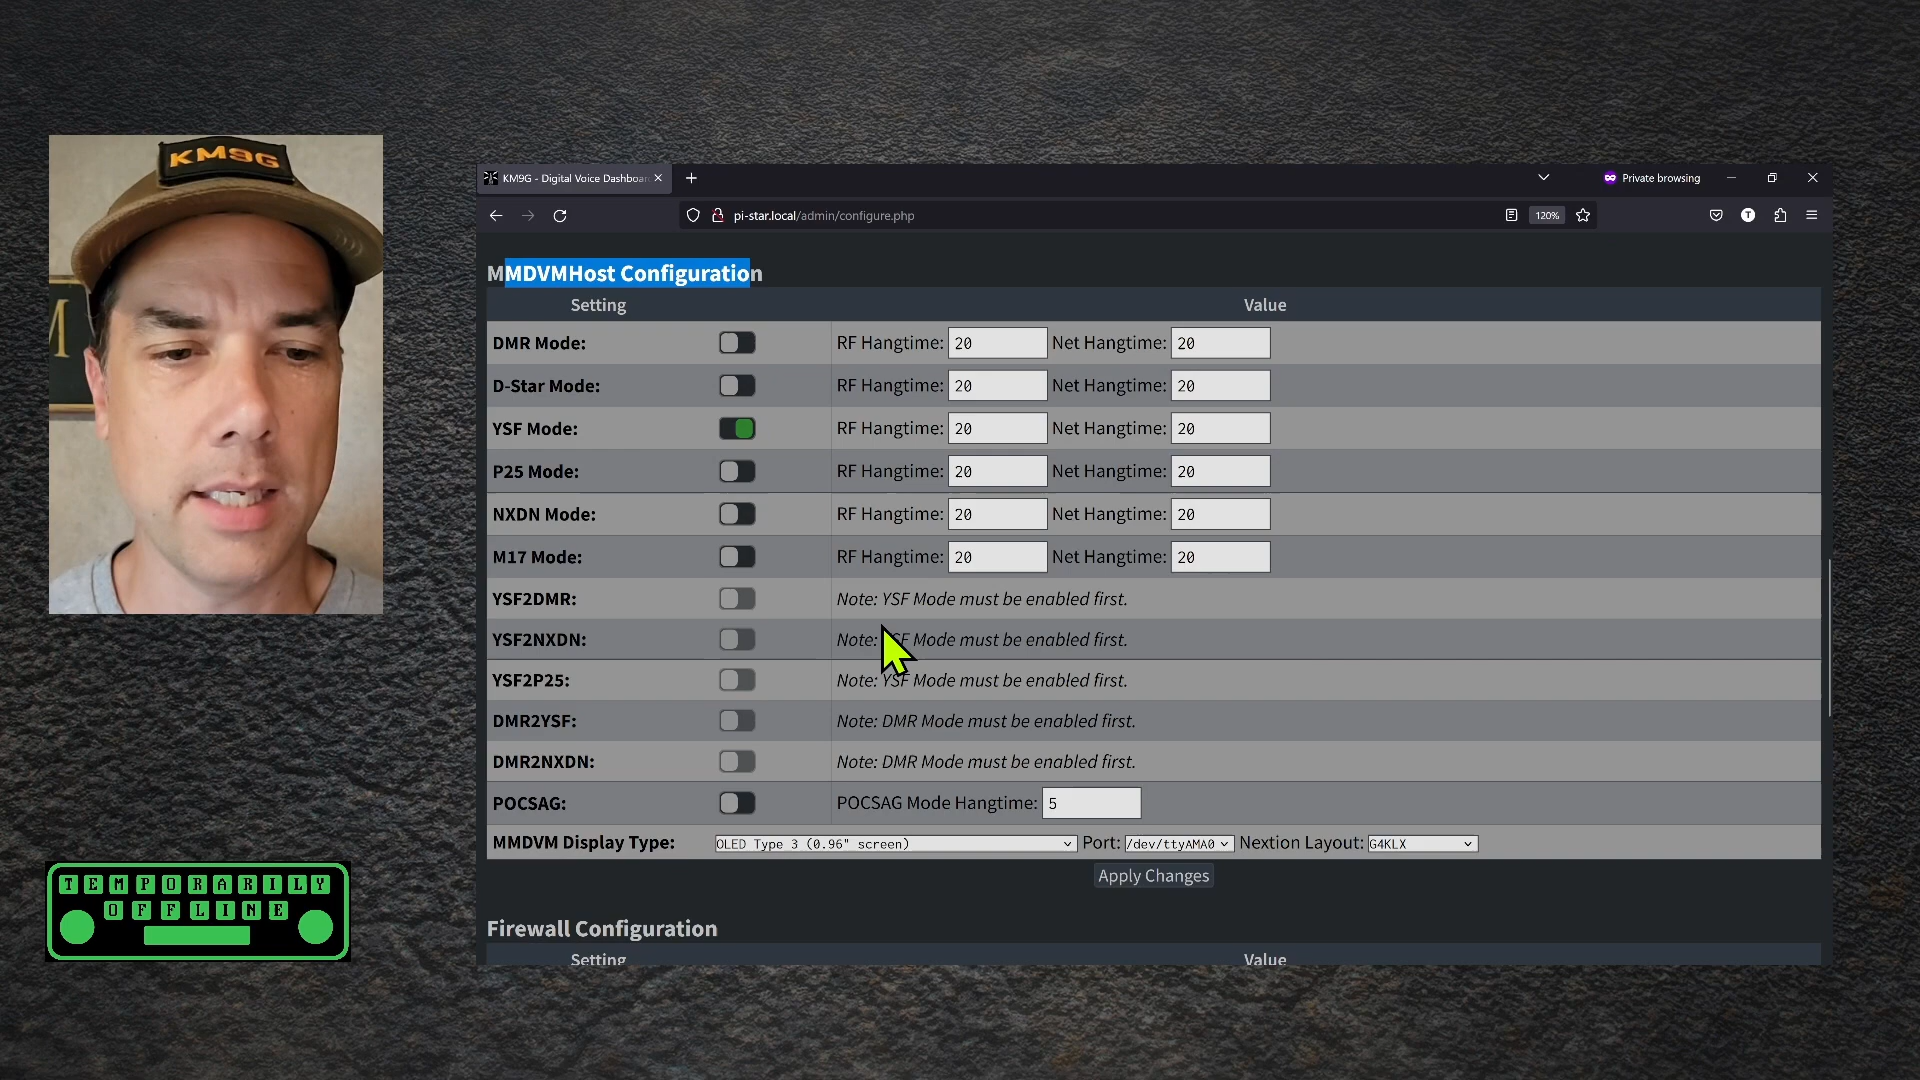 KM9G
M
KM9G - Digital Voice Dashboar
Private browsing
pi-star.local/admin/configure.php
120%
T
MMDVMHost Configuration
Setting Value
DMR Mode: RF Hangtime: 20 Net Hangtime: 20
D-Star Mode: RF Hangtime: 20 Net Hangtime: 20
YSF Mode: RF Hangtime: 20 Net Hangtime: 20
P25 Mode: RF Hangtime: 20 Net Hangtime: 20
NXDN Mode: RF Hangtime: 20 Net Hangtime: 20
M17 Mode: RF Hangtime: 20 Net Hangtime: 20
YSF2DMR: Note: YSF Mode must be enabled first.
YSF2NXDN: Note: YSF Mode must be enabled first.
YSF2P25: Note: YSF Mode must be enabled first.
DMR2YSF: Note: DMR Mode must be enabled first.
DMR2NXDN: Note: DMR Mode must be enabled first.
POCSAG: POCSAG Mode Hangtime: 5
MMDVM Display Type: OLED Type 3 (0.96" screen) Port: /dev/ttyAMA0 Nextion Layout: G4KLX
Apply Changes
Firewall Configuration
Setting Value
TEMPORARILY
OFFLINE